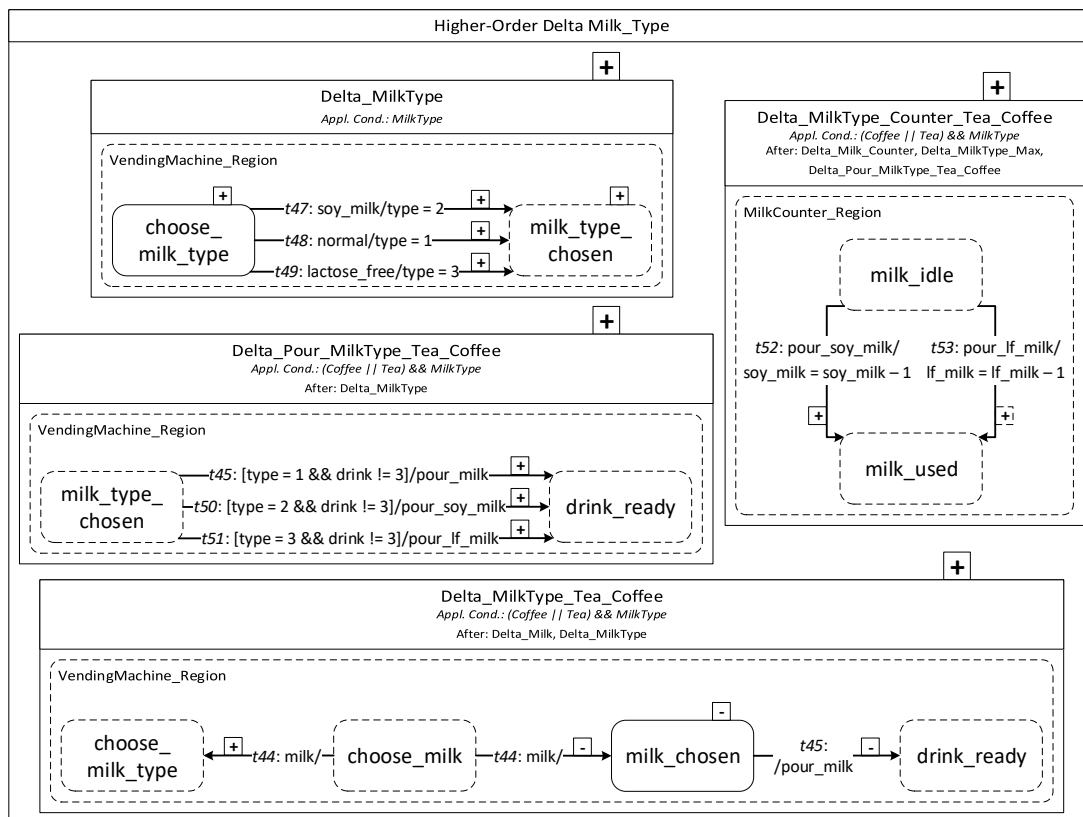 Higher-Order Delta Milk_Type
+
Delta_MilkType
Appl. Cond.: MilkType
VendingMachine_Region
+
choose_
milk_type
t47: soy_milk/type = 2
+
t48: normal/type = 1
+
t49: lactose_free/type = 3
+
+
milk_type_
chosen
+
Delta_MilkType_Counter_Tea_Coffee
Appl. Cond.: (Coffee || Tea) && MilkType
After: Delta_Milk_Counter, Delta_MilkType_Max,
Delta_Pour_MilkType_Tea_Coffee
MilkCounter_Region
milk_idle
t52: pour_soy_milk/
soy_milk = soy_milk – 1
t53: pour_lf_milk/
lf_milk = lf_milk – 1
+
+
milk_used
+
Delta_Pour_MilkType_Tea_Coffee
Appl. Cond.: (Coffee || Tea) && MilkType
After: Delta_MilkType
VendingMachine_Region
milk_type_
chosen
t45: [type = 1 && drink != 3]/pour_milk
+
t50: [type = 2 && drink != 3]/pour_soy_milk
+
t51: [type = 3 && drink != 3]/pour_lf_milk
+
drink_ready
+
Delta_MilkType_Tea_Coffee
Appl. Cond.: (Coffee || Tea) && MilkType
After: Delta_Milk, Delta_MilkType
VendingMachine_Region
choose_
milk_type
+
t44: milk/
choose_milk
t44: milk/
-
-
milk_chosen
t45:
/pour_milk
-
drink_ready